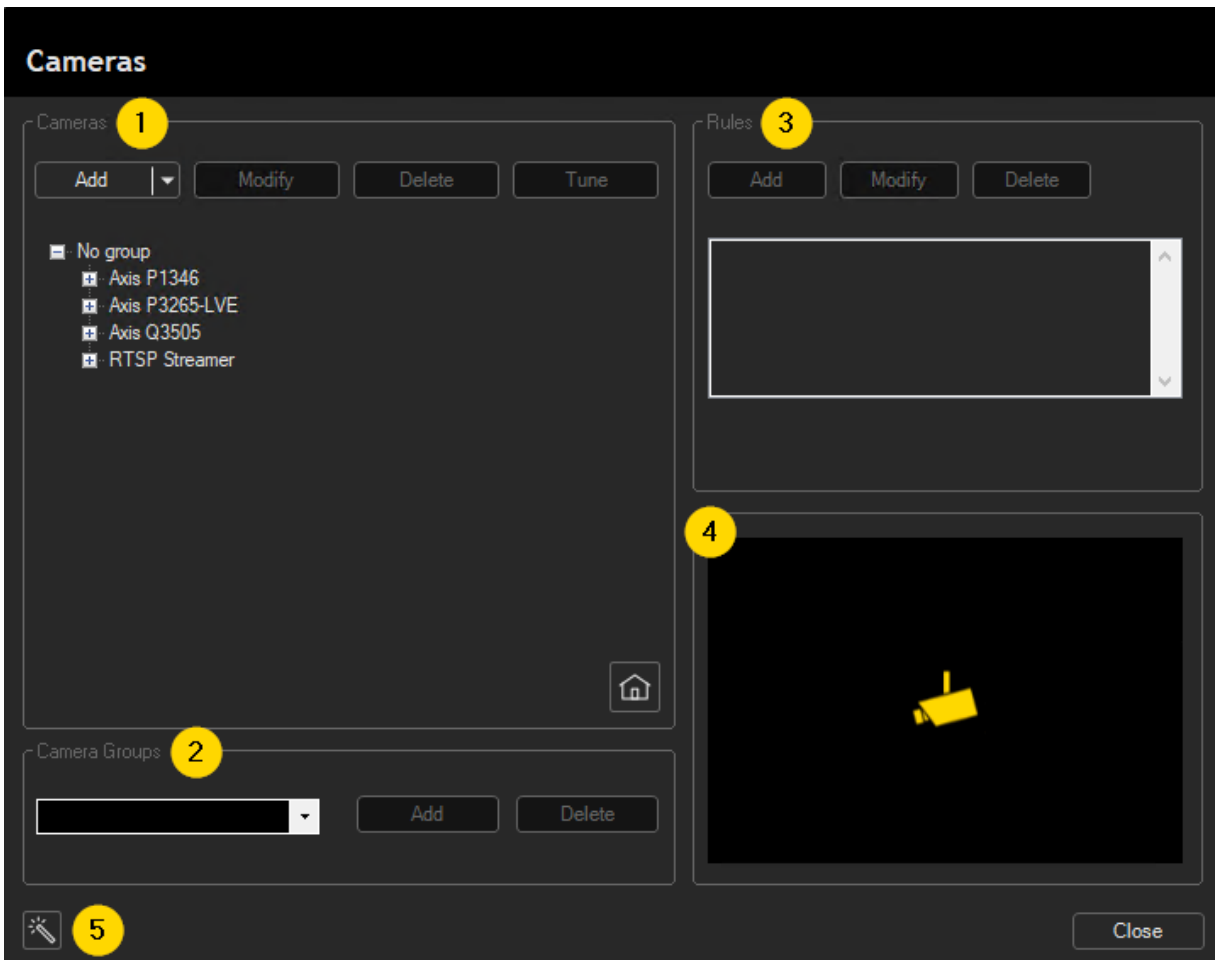 Cameras
Cameras 1
Add Modify Delete Tune
No group
Axis P1346
Axis P3265-LVE
Axis Q3505
RTSP Streamer
Camera Groups 2
Add Delete
Rules 3
Add Modify Delete
4
5
Close